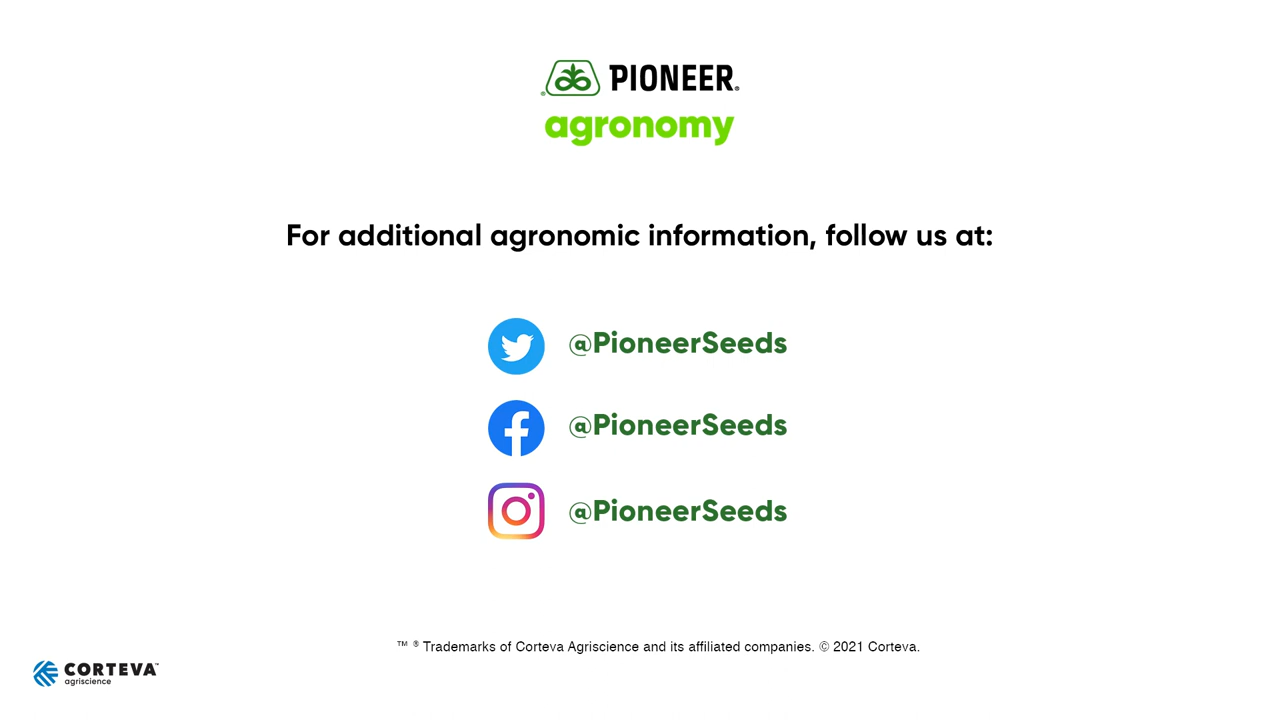 PIONEER®
agronomy
For additional agronomic information, follow us at:
@PioneerSeeds
@PioneerSeeds
@PioneerSeeds
™ ® Trademarks of Corteva Agriscience and its affiliated companies. © 2021 Corteva.
CORTEVA™
agriscience